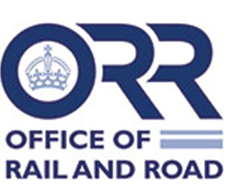 ORR
OFFICE OF
RAIL AND ROAD